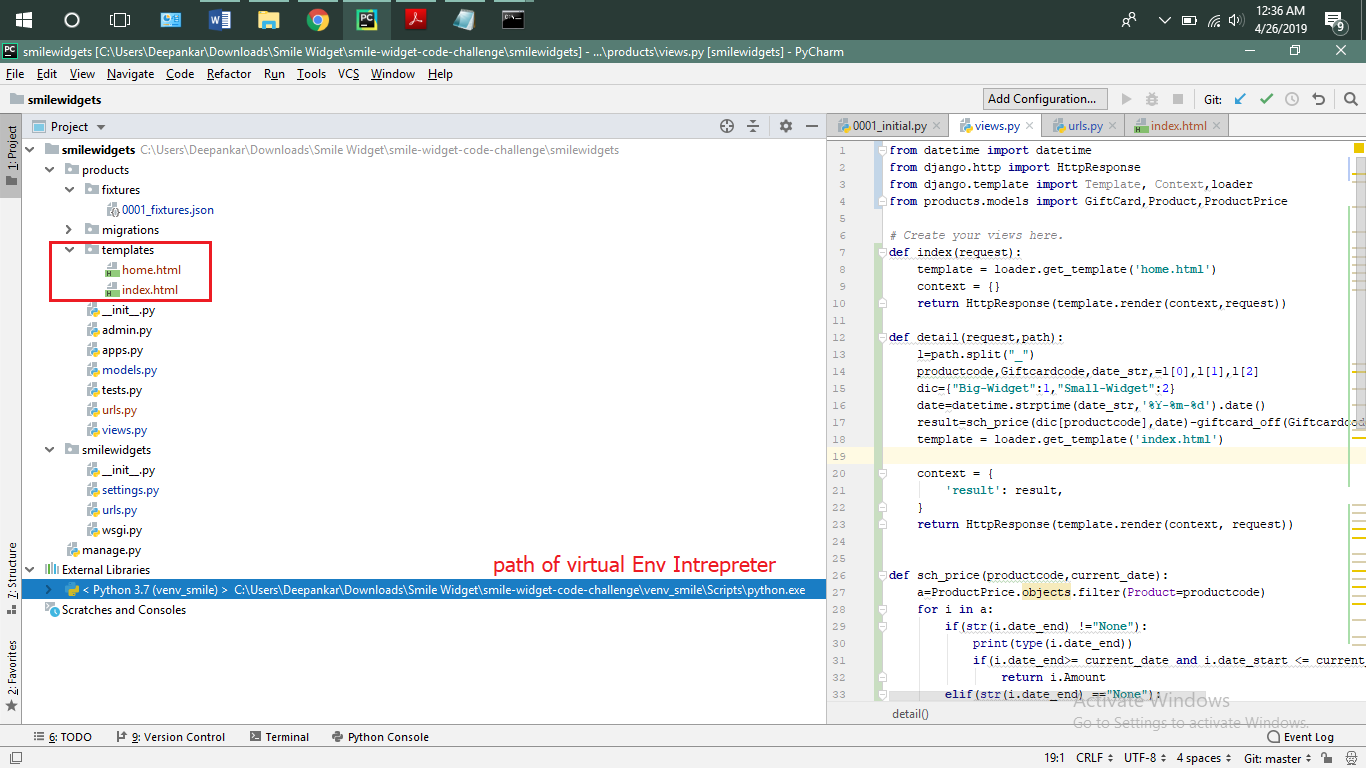 12:36 AM
4/26/2019
9
smilewidgets [C:\Users\Deepankar\Downloads\Smile Widget\smile-widget-code-challenge\smilewidgets] - ...\products\views.py [smilewidgets] - PyCharm
File Edit View Navigate Code Refactor Run Tools VCS Window Help
smilewidgets
Add Configuration...
Git:
1: Project
Z: Structure
2: Favorites
Project
smilewidgets C:\Users\Deepankar\Downloads\Smile Widget\smile-widget-code-challenge\smilewidgets
products
fixtures
0001_fixtures.json
migrations
templates
home.html
index.html
__init__.py
admin.py
apps.py
models.py
tests.py
urls.py
views.py
smilewidgets
__init__.py
settings.py
urls.py
wsgi.py
manage.py
External Libraries
path of virtual Env Intrepreter
< Python 3.7 (venv_smile) > C:\Users\Deepankar\Downloads\Smile Widget\smile-widget-code-challenge\venv_smile\Scripts\python.exe
Scratches and Consoles
0001_initial.py views.py urls.py index.html
1 from datetime import datetime
2 from django.http import HttpResponse
3 from django.template import Template, Context,loader
4 from products.models import GiftCard,Product,ProductPrice
5
6 # Create your views here.
7 def index(request):
8 template = loader.get_template('home.html')
9 context = {}
10 return HttpResponse(template.render(context,request))
11
12 def detail(request,path):
13 l=path.split("_")
14 productcode,Giftcardcode,date_str,=l[0],l[1],l[2]
15 dic={"Big-Widget":1,"Small-Widget":2}
16 date=datetime.strptime(date_str,'%Y-%m-%d').date()
17 result=sch_price(dic[productcode],date)-giftcard_off(Giftcardcode
18 template = loader.get_template('index.html')
19
20 context = {
21 'result': result,
22 }
23 return HttpResponse(template.render(context, request))
24
25
26 def sch_price(productcode,current_date):
27 a=ProductPrice.objects.filter(Product=productcode)
28 for i in a:
29 if(str(i.date_end) !="None"):
30 print(type(i.date_end))
31 if(i.date_end>= current_date and i.date_start <= current_
32 return i.Amount
33 elif(str(i.date_end) =="None"):
detail()
Activate Windows
Go to Settings to activate Windows.
6: TODO 9: Version Control Terminal Python Console Event Log
19:1 CRLF UTF-8 4 spaces Git: master